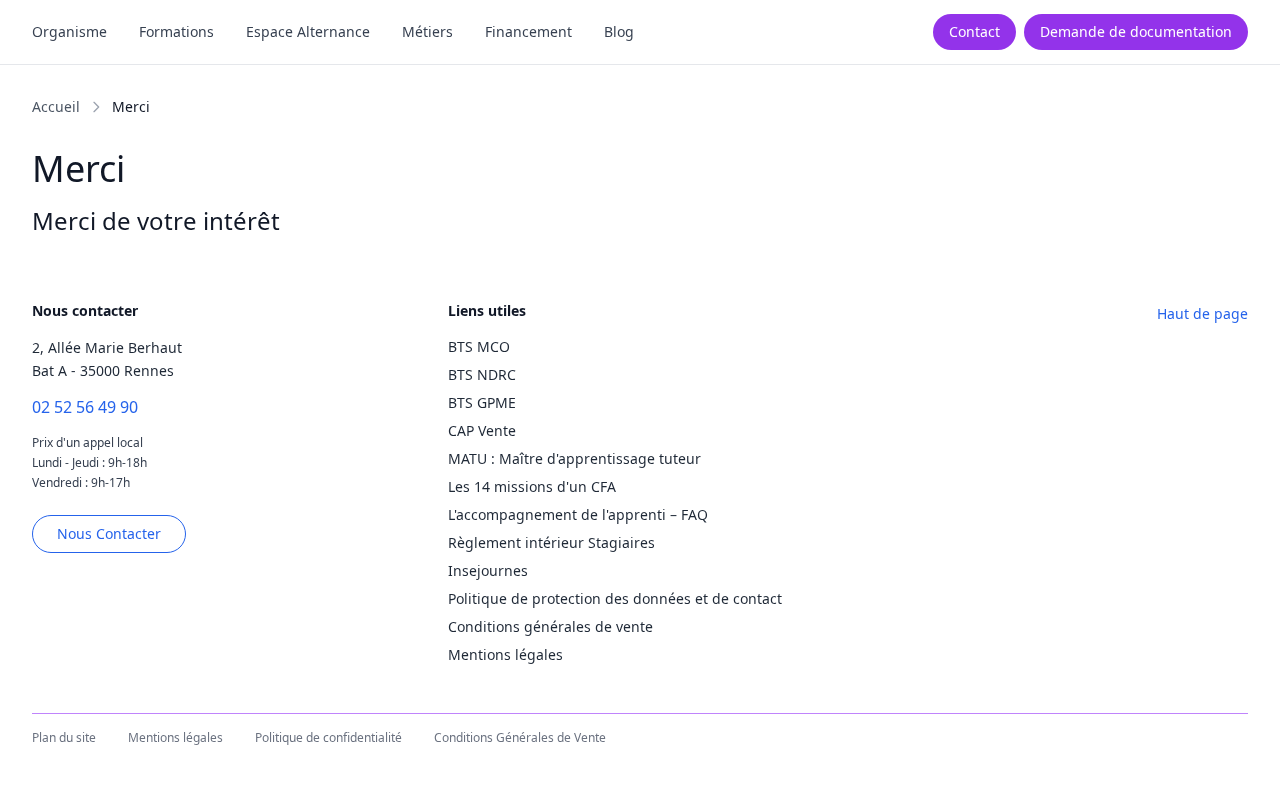 Organisme Formations Espace Alternance Métiers Financement Blog Contact Demande de documentation
Accueil Merci
Merci
Merci de votre intérêt
Nous contacter
2, Allée Marie Berhaut
Bat A - 35000 Rennes
02 52 56 49 90
Prix d'un appel local
Lundi - Jeudi : 9h-18h
Vendredi : 9h-17h
Nous Contacter
Liens utiles
BTS MCO
BTS NDRC
BTS GPME
CAP Vente
MATU : Maître d'apprentissage tuteur
Les 14 missions d'un CFA
L'accompagnement de l'apprenti – FAQ
Règlement intérieur Stagiaires
Insejournes
Politique de protection des données et de contact
Conditions générales de vente
Mentions légales
Haut de page
Plan du site Mentions légales Politique de confidentialité Conditions Générales de Vente